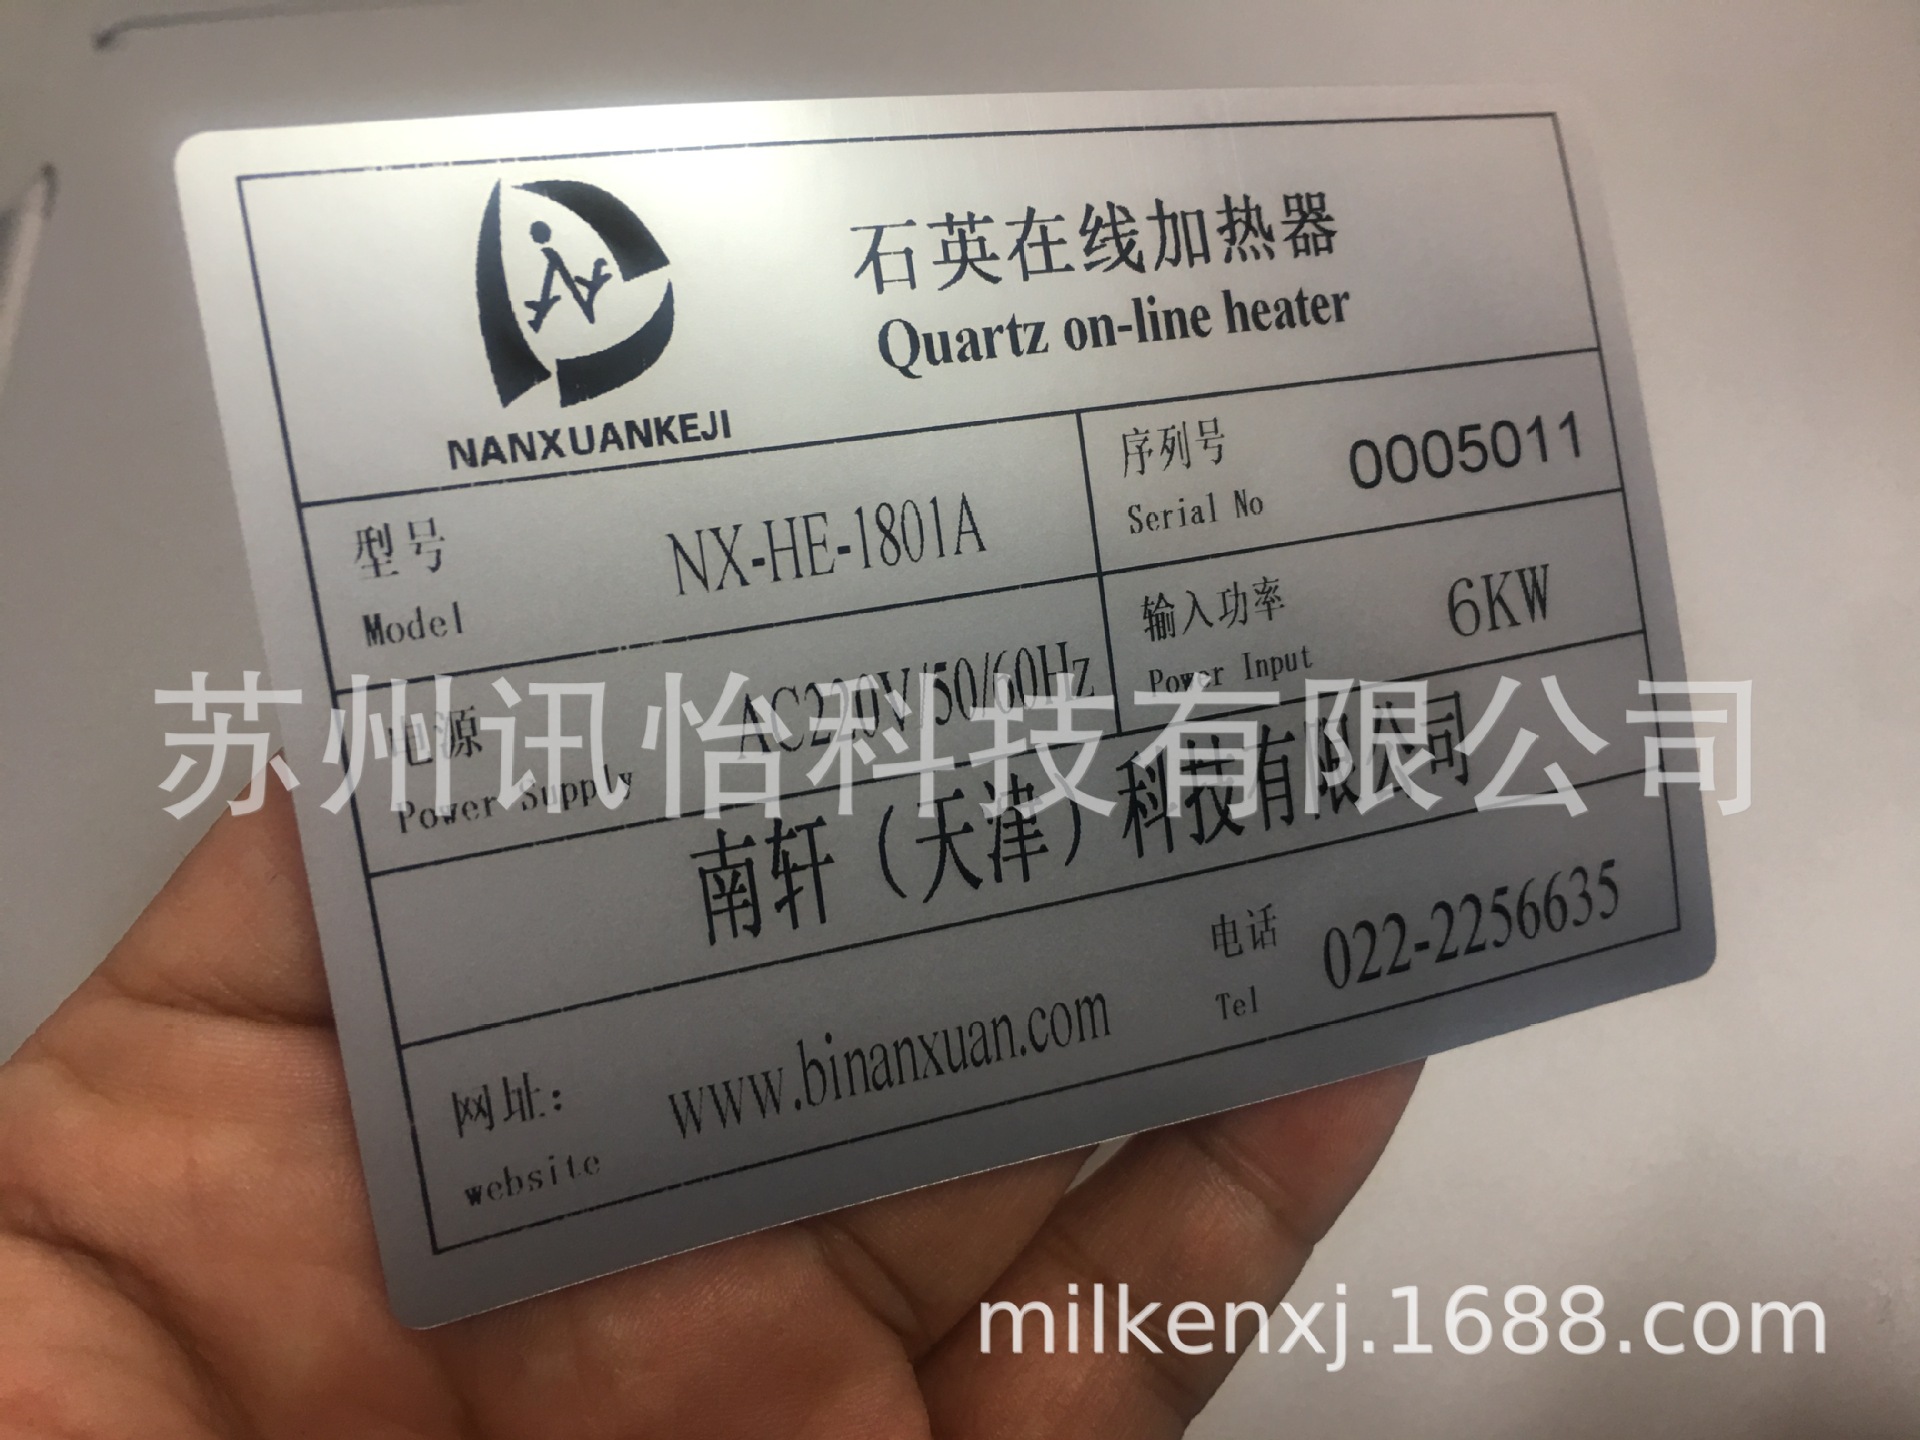 石英在线加热器
Quartz on-line heater
NANXUANKEJI
型号
Model
NX-HE-1801A
序列号
Serial No
0005011
电源
Power Supply
AC220V/50/60Hz
输入功率
Power Input
6KW
南轩（天津）科技有限公司
网址：
website
www.binanxuan.com
电话
Tel
022-2256635
苏州讯怡科技有限公司
milkenxj.1688.com